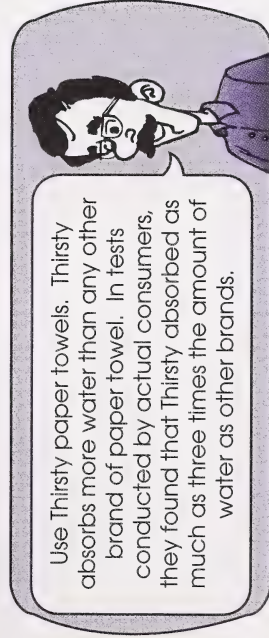 Use Thirsty paper towels. Thirsty
absorbs more water than any other
brand of paper towel. In tests
conducted by actual consumers,
they found that Thirsty absorbed as
much as three times the amount of
water as other brands.